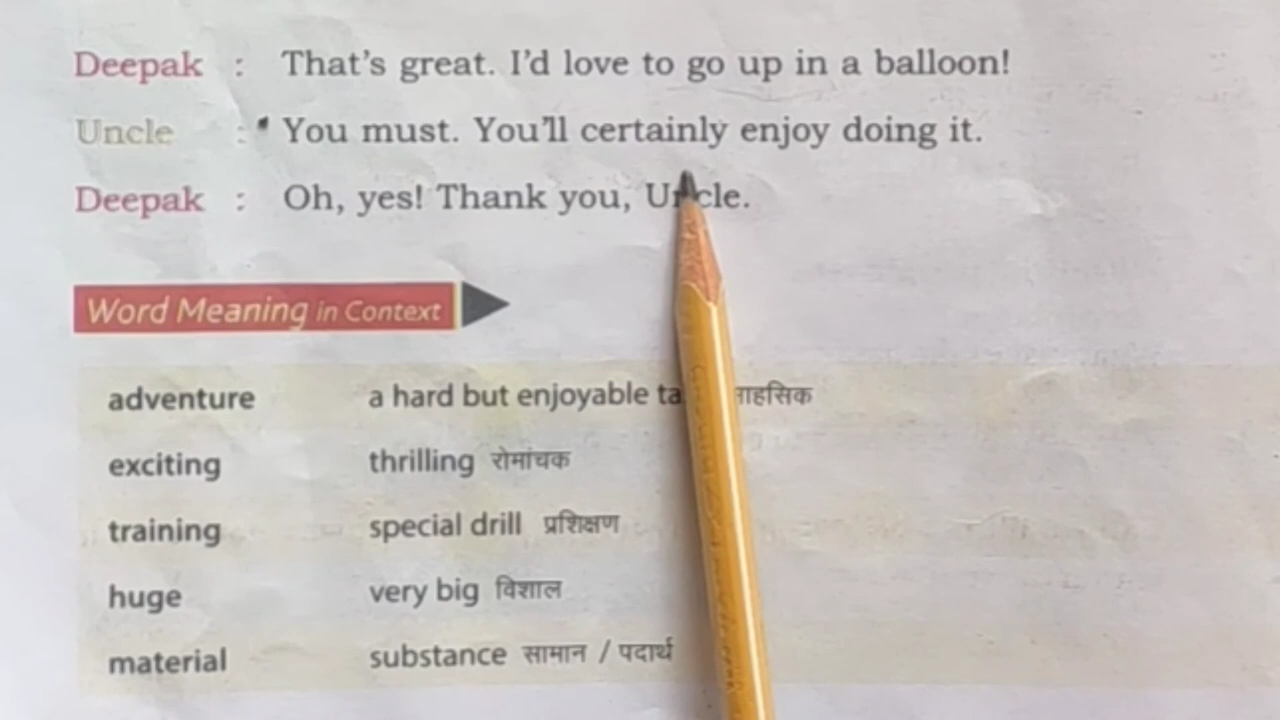 Deepak : That's great. I'd love to go up in a balloon!
Uncle : You must. You'll certainly enjoy doing it.
Deepak : Oh, yes! Thank you, Uncle.
Word Meaning in Context
adventure a hard but enjoyable
exciting thrilling रोमांचक
training special drill प्रशिक्षण
huge very big विशाल
material substance सामान / पदार्थ